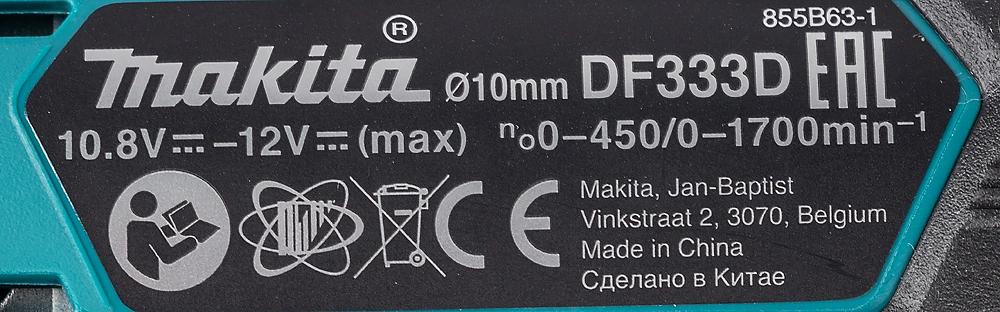 855B63-1
makita® Ø10mm DF333D EAC
10.8V⎓–12V⎓(max) n₀0–450/0–1700min⁻¹
CE
Makita, Jan-Baptist
Vinkstraat 2, 3070, Belgium
Made in China
Сделано в Китае